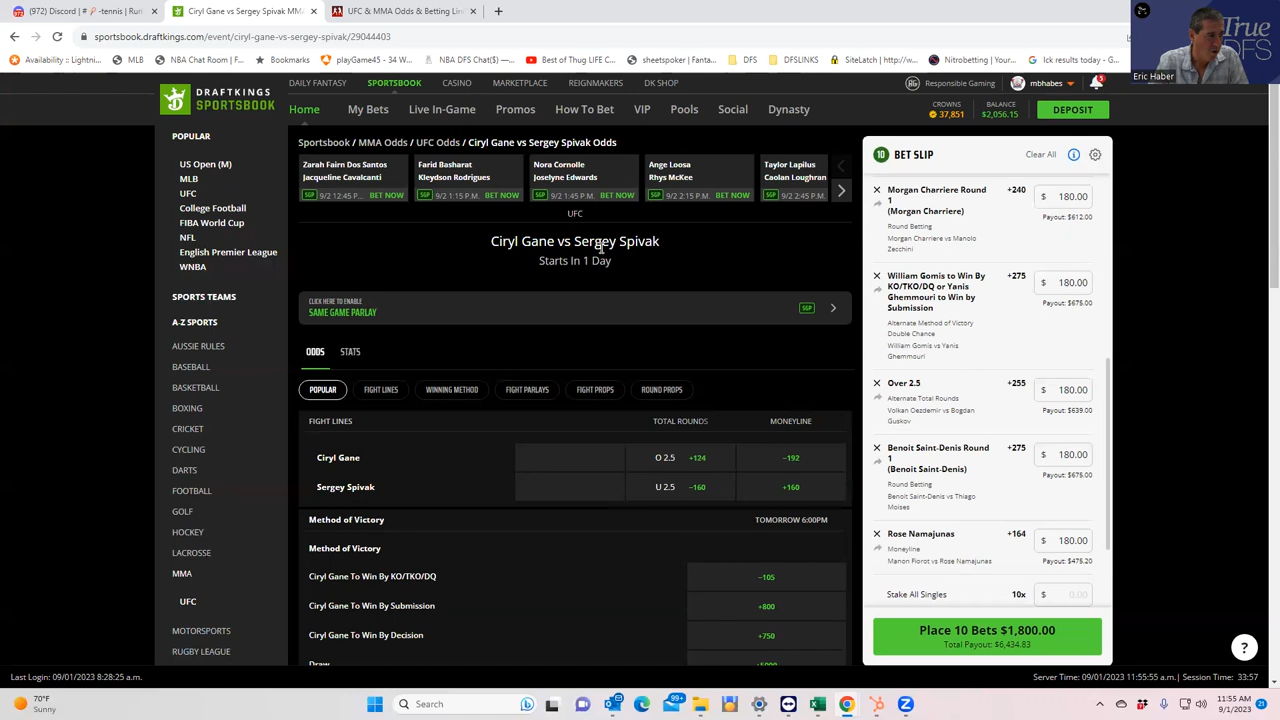 (972) Discord | # 🎾-tennis | Run
Ciryl Gane vs Sergey Spivak MM
UFC & MMA Odds & Betting Lin
sportsbook.draftkings.com/event/ciryl-gane-vs-sergey-spivak/29044403
Availability :: Lightni...
MLB
NBA Chat Room | F...
Bookmarks
playGame45 - 34 W...
NBA DFS Chat($) —...
Best of Thug LIFE C...
sheetspoker | Fanta...
DFS
DFSLINKS
SiteLatch | http://w...
Nitrobetting | Your...
Ick results today - G...
True
DFS
Eric Haber
DRAFTKINGS
SPORTSBOOK
DAILY FANTASY
SPORTSBOOK
CASINO
MARKETPLACE
REIGNMAKERS
DK SHOP
RG
Responsible Gaming
mbhabes
5
Home
My Bets
Live In-Game
Promos
How To Bet
VIP
Pools
Social
Dynasty
CROWNS
37,851
BALANCE
$2,056.15
DEPOSIT
POPULAR
US Open (M)
MLB
UFC
College Football
FIBA World Cup
NFL
English Premier League
WNBA
SPORTS TEAMS
A-Z SPORTS
AUSSIE RULES
BASEBALL
BASKETBALL
BOXING
CRICKET
CYCLING
DARTS
FOOTBALL
GOLF
HOCKEY
LACROSSE
MMA
UFC
MOTORSPORTS
RUGBY LEAGUE
Sportsbook / MMA Odds / UFC Odds / Ciryl Gane vs Sergey Spivak Odds
Zarah Fairn Dos Santos
Jacqueline Cavalcanti
SGP 9/2 12:45 P... BET NOW
Farid Basharat
Kleydson Rodrigues
SGP 9/2 1:15 P.M. BET NOW
Nora Cornolle
Joselyne Edwards
SGP 9/2 1:45 P.M. BET NOW
Ange Loosa
Rhys McKee
SGP 9/2 2:15 P.M. BET NOW
Taylor Lapilus
Caolan Loughran
SGP 9/2 2:45 P.M.
UFC
Ciryl Gane vs Sergey Spivak
Starts In 1 Day
CLICK HERE TO ENABLE
SAME GAME PARLAY
SGP
ODDS
STATS
POPULAR
FIGHT LINES
WINNING METHOD
FIGHT PARLAYS
FIGHT PROPS
ROUND PROPS
FIGHT LINES TOTAL ROUNDS MONEYLINE
Ciryl Gane O 2.5 +124 −192
Sergey Spivak U 2.5 −160 +160
Method of Victory TOMORROW 6:00PM
Method of Victory
Ciryl Gane To Win By KO/TKO/DQ −105
Ciryl Gane To Win By Submission +800
Ciryl Gane To Win By Decision +750
Draw +5000
10 BET SLIP
Clear All
Morgan Charriere Round
1
(Morgan Charriere)
+240
$ 180.00
Payout: $612.00
Round Betting
Morgan Charriere vs Manolo
Zecchini
William Gomis to Win By
KO/TKO/DQ or Yanis
Ghemmouri to Win by
Submission
+275
$ 180.00
Payout: $675.00
Alternate Method of Victory
Double Chance
William Gomis vs Yanis
Ghemmouri
Over 2.5
+255
$ 180.00
Payout: $639.00
Alternate Total Rounds
Volkan Oezdemir vs Bogdan
Guskov
Benoit Saint-Denis Round
1
(Benoit Saint-Denis)
+275
$ 180.00
Payout: $675.00
Round Betting
Benoit Saint-Denis vs Thiago
Moises
Rose Namajunas
+164
$ 180.00
Payout: $475.20
Moneyline
Manon Fiorot vs Rose Namajunas
Stake All Singles 10x $ 0.00
Place 10 Bets $1,800.00
Total Payout: $6,434.83
?
Last Login: 09/01/2023 8:28:25 a.m.
Server Time: 09/01/2023 11:55:55 a.m.| Session Time: 33:57
70°F
Sunny
Search
99+
11:55 AM
9/1/2023
21